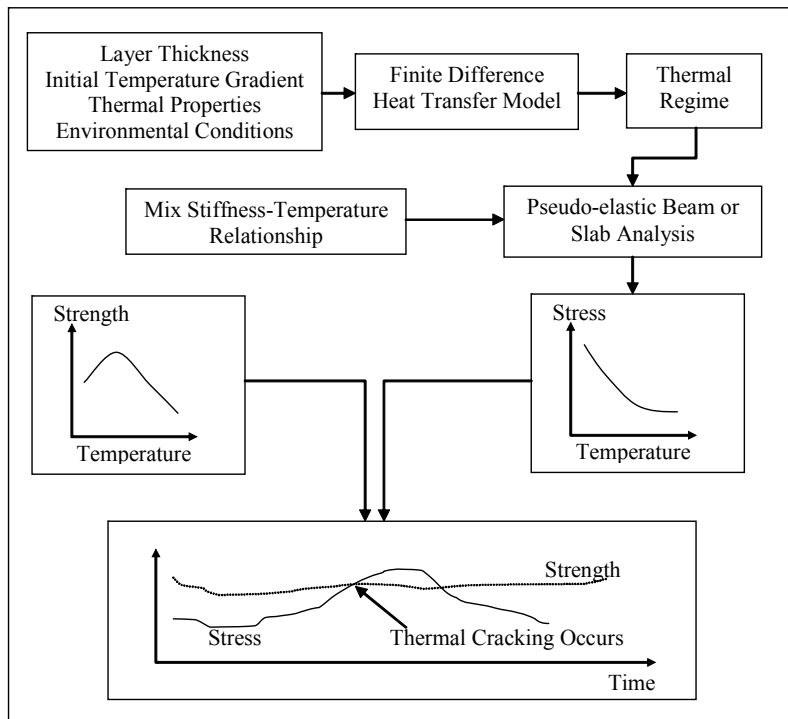 Layer Thickness
Initial Temperature Gradient
Thermal Properties
Environmental Conditions
Finite Difference
Heat Transfer Model
Thermal
Regime
Mix Stiffness-Temperature
Relationship
Pseudo-elastic Beam or
Slab Analysis
Strength
Temperature
Stress
Temperature
Strength
Stress
Thermal Cracking Occurs
Time